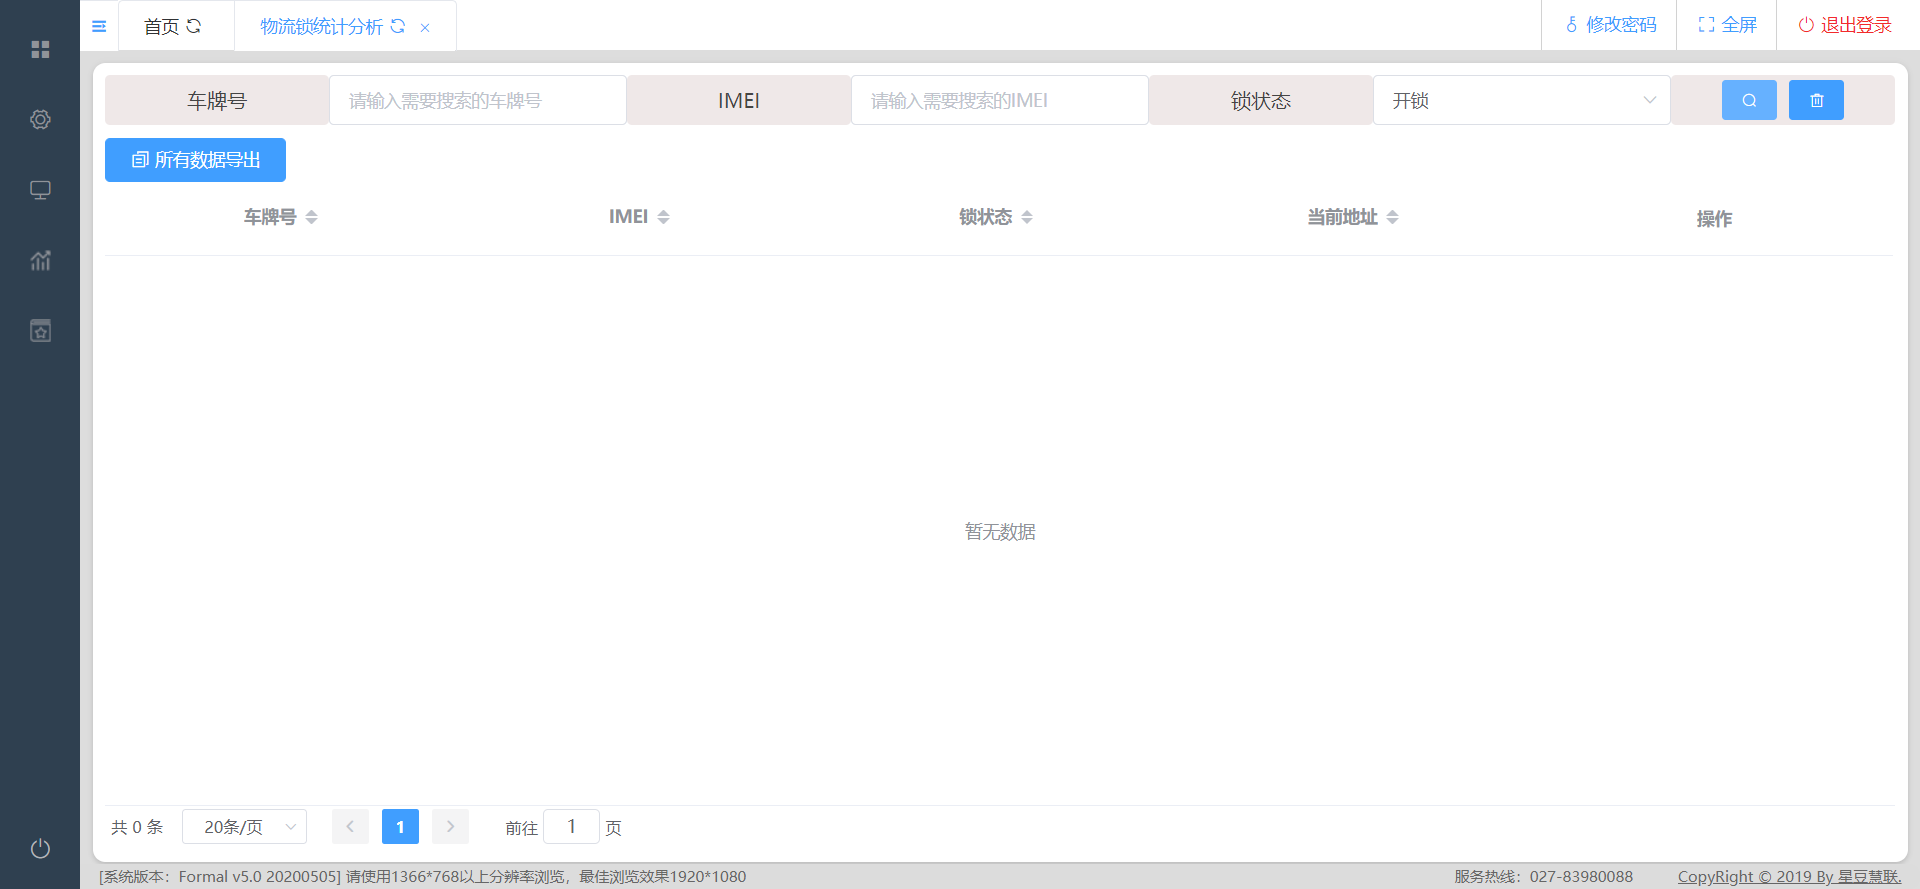 首页
物流锁统计分析
修改密码
全屏
退出登录
车牌号
请输入需要搜索的车牌号
IMEI
请输入需要搜索的IMEI
锁状态
开锁
所有数据导出
车牌号
IMEI
锁状态
当前地址
操作
暂无数据
共 0 条
20条/页
1
前往 1 页
[系统版本：Formal v5.0 20200505] 请使用1366*768以上分辨率浏览，最佳浏览效果1920*1080
服务热线：027-83980088
CopyRight © 2019 By 星豆慧联.